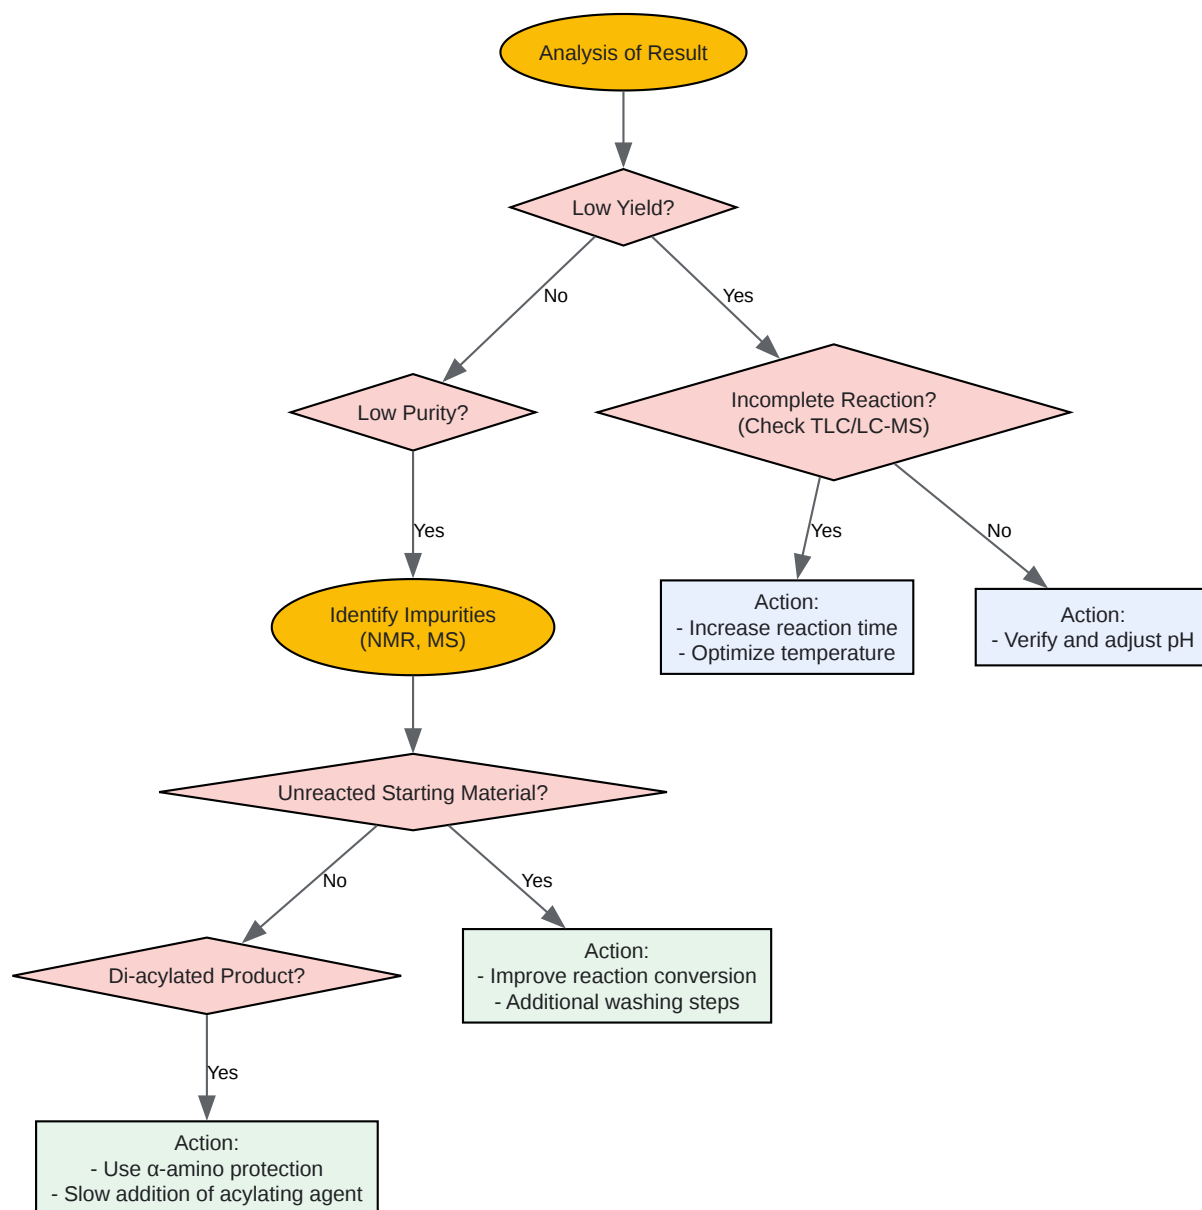 Analysis of Result
Low Yield?
No
Yes
Low Purity?
Incomplete Reaction?
(Check TLC/LC-MS)
Yes
Yes
No
Identify Impurities
(NMR, MS)
Action:
- Increase reaction time
- Optimize temperature
Action:
- Verify and adjust pH
Unreacted Starting Material?
No
Yes
Di-acylated Product?
Action:
- Improve reaction conversion
- Additional washing steps
Yes
Action:
- Use α-amino protection
- Slow addition of acylating agent